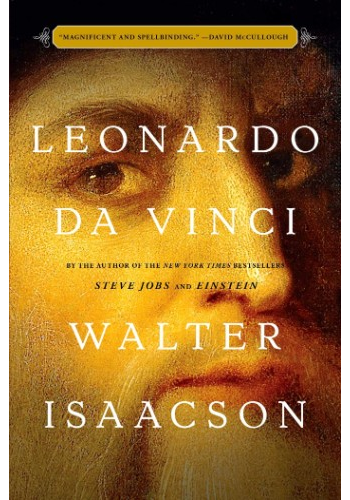 “MAGNIFICENT AND SPELLBINDING.” —DAVID McCULLOUGH
LEONARDO
DA VINCI
BY THE AUTHOR OF THE NEW YORK TIMES BESTSELLERS
STEVE JOBS AND EINSTEIN
WALTER
ISAACSON